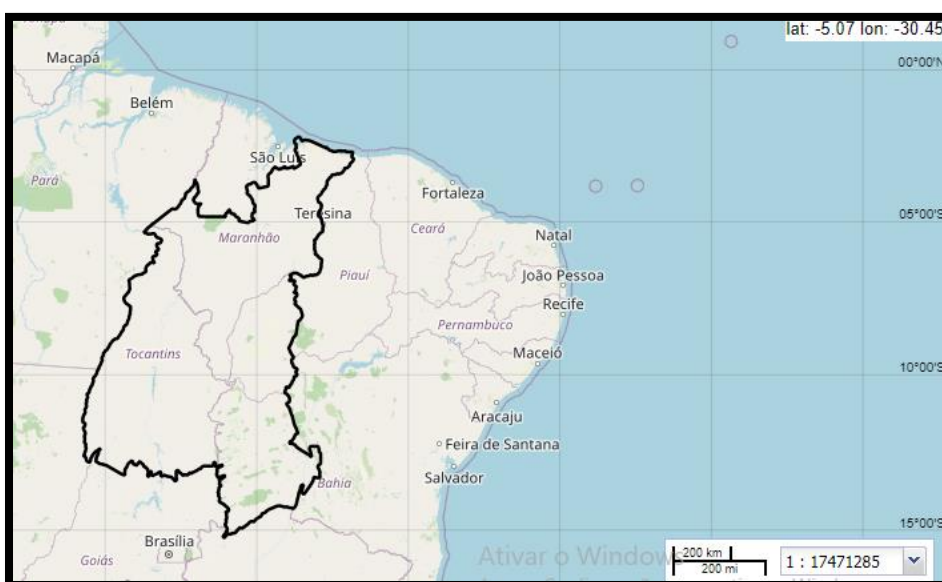 lat: -5.07 lon: -30.45
Macapá
00°00'N
Belém
São Luís
Pará
Fortaleza
Teresina
05°00'S
Maranhão
Ceará
Natal
Piauí
João Pessoa
Recife
Pernambuco
Tocantins
Maceió
10°00'S
Aracaju
Feira de Santana
Salvador
Bahia
15°00'S
Brasília
Goiás
Ativar o Windows
200 km
200 mi
1 : 17471285